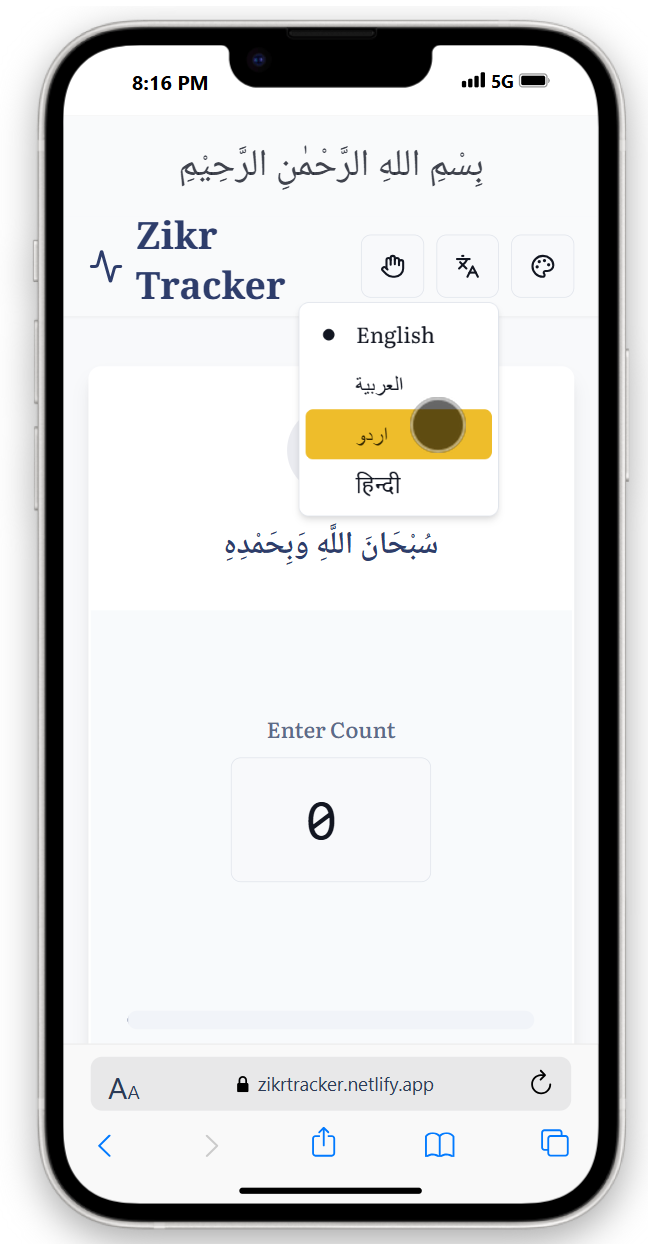 8:16 PM 5G
بِسْمِ اللهِ الرَّحْمٰنِ الرَّحِيْمِ
Zikr
Tracker
English
العربية
اردو
हिन्दी
سُبْحَانَ اللَّهِ وَبِحَمْدِهِ
Enter Count
0
AA zikrtracker.netlify.app